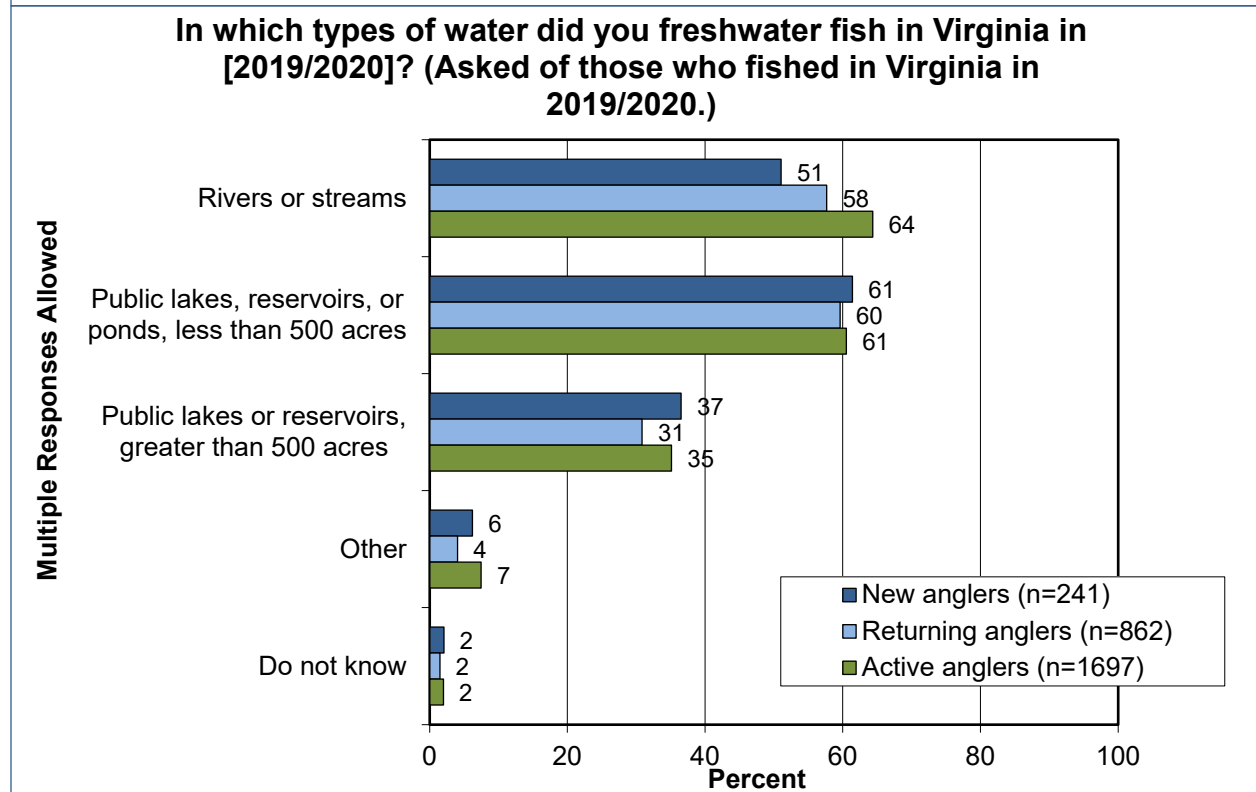 In which types of water did you freshwater fish in Virginia in
[2019/2020]? (Asked of those who fished in Virginia in
2019/2020.)
Multiple Responses Allowed
Rivers or streams
51
58
64
Public lakes, reservoirs, or
ponds, less than 500 acres
61
60
61
Public lakes or reservoirs,
greater than 500 acres
37
31
35
Other
6
4
7
Do not know
2
2
2
New anglers (n=241)
Returning anglers (n=862)
Active anglers (n=1697)
0 20 40 60 80 100
Percent